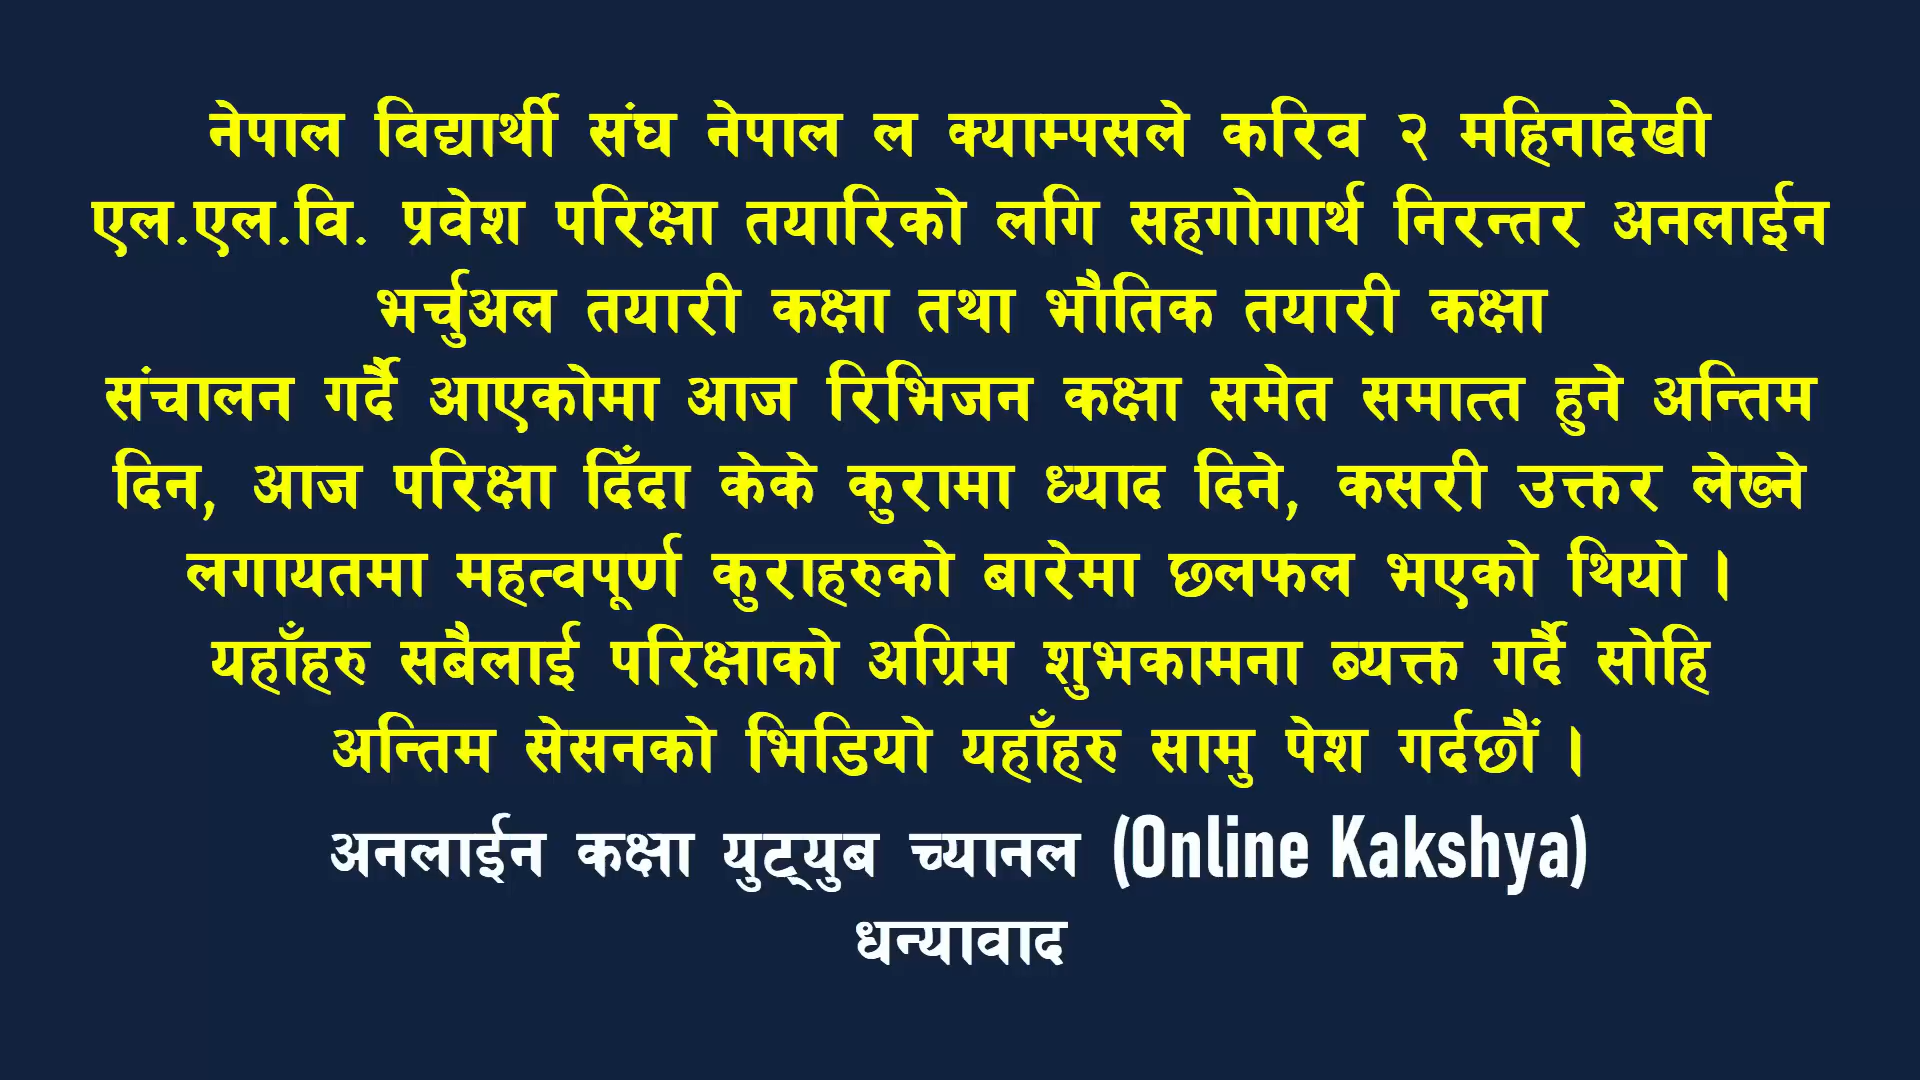 नेपाल विद्यार्थी संघ नेपाल ल क्याम्पसले करिव २ महिनादेखी
एल.एल.वि. प्रवेश परिक्षा तयारिको लगि सहगोगार्थ निरन्तर अनलाईन
भर्चुअल तयारी कक्षा तथा भौतिक तयारी कक्षा
संचालन गर्दै आएकोमा आज रिभिजन कक्षा समेत समात्त हुने अन्तिम
दिन, आज परिक्षा दिँदा केके कुरामा ध्याद दिने, कसरी उक्तर लेख्ने
लगायतमा महत्वपूर्ण कुराहरुको बारेमा छलफल भएको थियो ।
यहाँहरु सबैलाई परिक्षाको अग्रिम शुभकामना ब्यक्त गर्दै सोहि
अन्तिम सेसनको भिडियो यहाँहरु सामु पेश गर्दछौं ।
अनलाईन कक्षा युट्युब च्यानल (Online Kakshya)
धन्यावाद